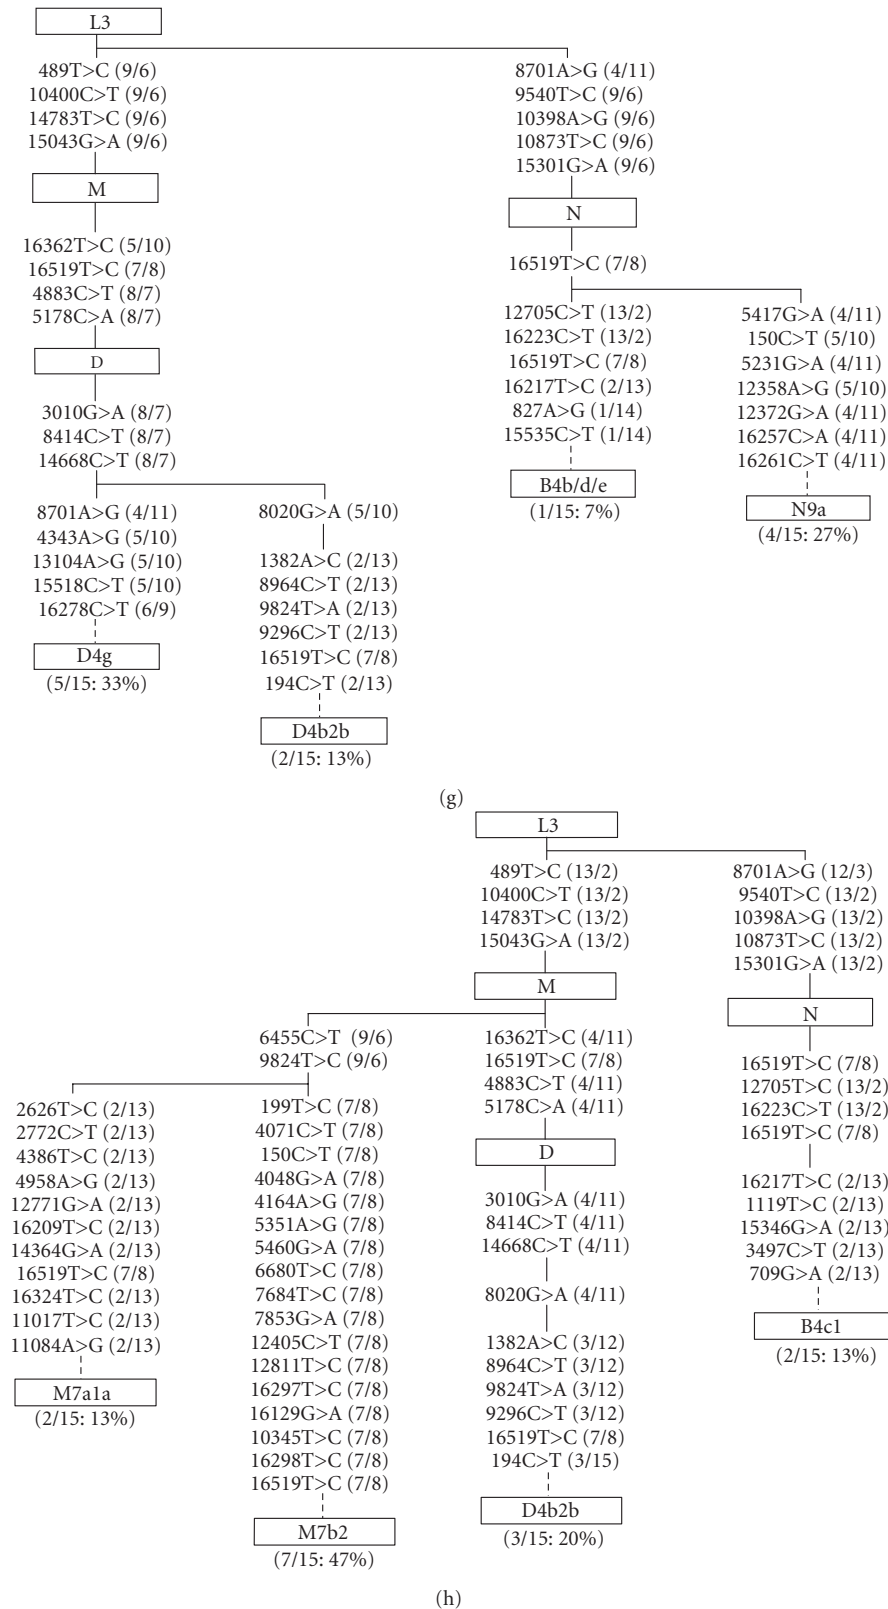 L3
489T>C (9/6)
10400C>T (9/6)
14783T>C (9/6)
15043G>A (9/6)
M
16362T>C (5/10)
16519T>C (7/8)
4883C>T (8/7)
5178C>A (8/7)
D
3010G>A (8/7)
8414C>T (8/7)
14668C>T (8/7)
8701A>G (4/11)
4343A>G (5/10)
13104A>G (5/10)
15518C>T (5/10)
16278C>T (6/9)
D4g
(5/15: 33%)
8020G>A (5/10)
1382A>C (2/13)
8964C>T (2/13)
9824T>A (2/13)
9296C>T (2/13)
16519T>C (7/8)
194C>T (2/13)
D4b2b
(2/15: 13%)
8701A>G (4/11)
9540T>C (9/6)
10398A>G (9/6)
10873T>C (9/6)
15301G>A (9/6)
N
16519T>C (7/8)
12705C>T (13/2)
16223C>T (13/2)
16519T>C (7/8)
16217T>C (2/13)
827A>G (1/14)
15535C>T (1/14)
B4b/d/e
(1/15: 7%)
5417G>A (4/11)
150C>T (5/10)
5231G>A (4/11)
12358A>G (5/10)
12372G>A (4/11)
16257C>A (4/11)
16261C>T (4/11)
N9a
(4/15: 27%)
(g)
L3
489T>C (13/2)
10400C>T (13/2)
14783T>C (13/2)
15043G>A (13/2)
M
6455C>T (9/6)
9824T>C (9/6)
2626T>C (2/13)
2772C>T (2/13)
4386T>C (2/13)
4958A>G (2/13)
12771G>A (2/13)
16209T>C (2/13)
14364G>A (2/13)
16519T>C (7/8)
16324T>C (2/13)
11017T>C (2/13)
11084A>G (2/13)
M7a1a
(2/15: 13%)
199T>C (7/8)
4071C>T (7/8)
150C>T (7/8)
4048G>A (7/8)
4164A>G (7/8)
5351A>G (7/8)
5460G>A (7/8)
6680T>C (7/8)
7684T>C (7/8)
7853G>A (7/8)
12405C>T (7/8)
12811T>C (7/8)
16297T>C (7/8)
16129G>A (7/8)
10345T>C (7/8)
16298T>C (7/8)
16519T>C (7/8)
M7b2
(7/15: 47%)
16362T>C (4/11)
16519T>C (7/8)
4883C>T (4/11)
5178C>A (4/11)
D
3010G>A (4/11)
8414C>T (4/11)
14668C>T (4/11)
8020G>A (4/11)
1382A>C (3/12)
8964C>T (3/12)
9824T>A (3/12)
9296C>T (3/12)
16519T>C (7/8)
194C>T (3/15)
D4b2b
(3/15: 20%)
8701A>G (12/3)
9540T>C (13/2)
10398A>G (13/2)
10873T>C (13/2)
15301G>A (13/2)
N
16519T>C (7/8)
12705T>C (13/2)
16223C>T (13/2)
16519T>C (7/8)
16217T>C (2/13)
1119T>C (2/13)
15346G>A (2/13)
3497C>T (2/13)
709G>A (2/13)
B4c1
(2/15: 13%)
(h)